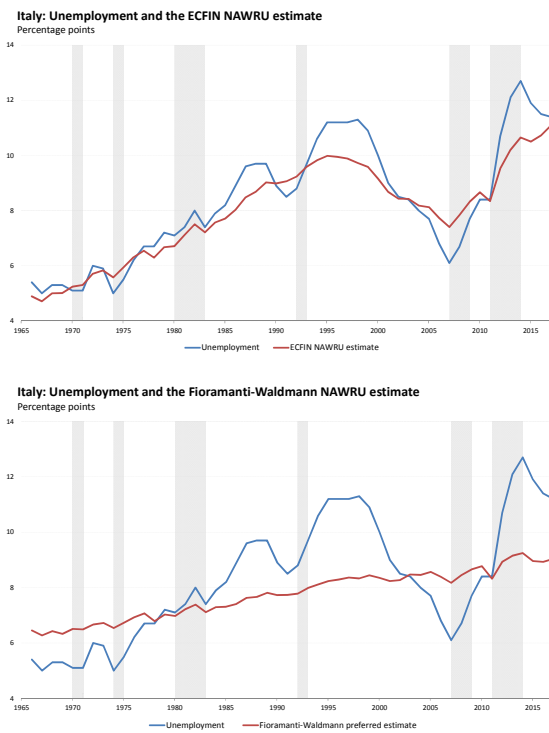 Italy: Unemployment and the ECFIN NAWRU estimate
Percentage points
14
12
10
8
6
4
1965 1970 1975 1980 1985 1990 1995 2000 2005 2010 2015
Unemployment ECFIN NAWRU estimate
Italy: Unemployment and the Fioramanti-Waldmann NAWRU estimate
Percentage points
14
12
10
8
6
4
1965 1970 1975 1980 1985 1990 1995 2000 2005 2010 2015
Unemployment Fioramanti-Waldmann preferred estimate